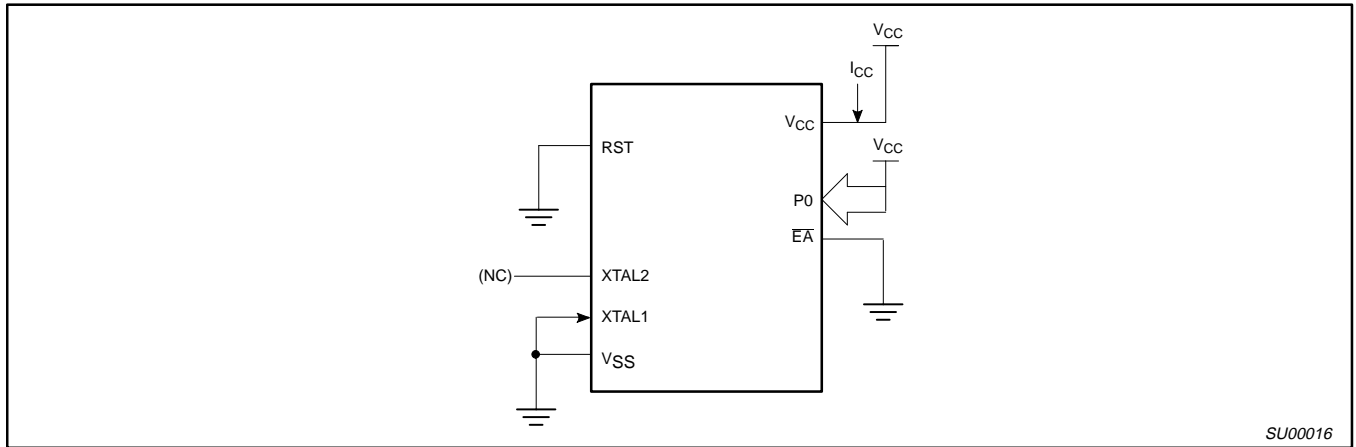 VCC
ICC
VCC
RST
VCC
P0
EA
(NC)
XTAL2
XTAL1
VSS
SU00016